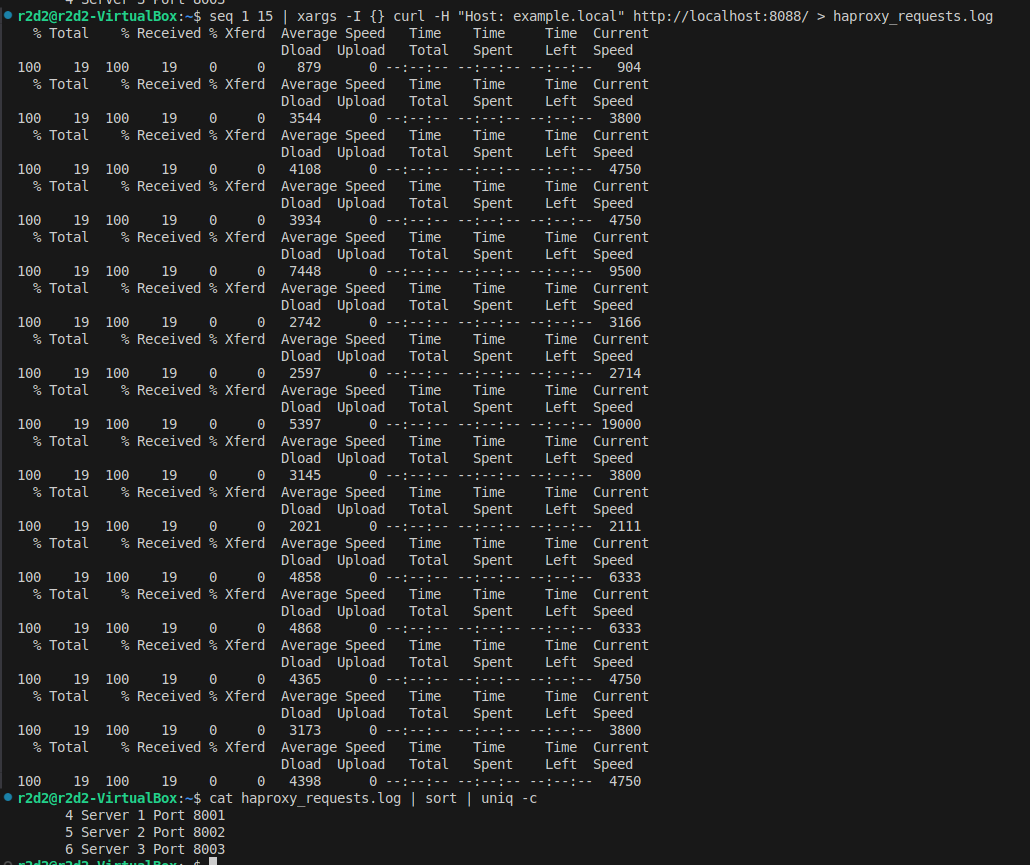 4 Server 3 Port 8003
r2d2@r2d2-VirtualBox:~$ seq 1 15 | xargs -I {} curl -H "Host: example.local" http://localhost:8088/ > haproxy_requests.log
% Total % Received % Xferd Average Speed Time Time Time Current
Dload Upload Total Spent Left Speed
100 19 100 19 0 0 879 0 --:--:-- --:--:-- --:--:-- 904
% Total % Received % Xferd Average Speed Time Time Time Current
Dload Upload Total Spent Left Speed
100 19 100 19 0 0 3544 0 --:--:-- --:--:-- --:--:-- 3800
% Total % Received % Xferd Average Speed Time Time Time Current
Dload Upload Total Spent Left Speed
100 19 100 19 0 0 4108 0 --:--:-- --:--:-- --:--:-- 4750
% Total % Received % Xferd Average Speed Time Time Time Current
Dload Upload Total Spent Left Speed
100 19 100 19 0 0 3934 0 --:--:-- --:--:-- --:--:-- 4750
% Total % Received % Xferd Average Speed Time Time Time Current
Dload Upload Total Spent Left Speed
100 19 100 19 0 0 7448 0 --:--:-- --:--:-- --:--:-- 9500
% Total % Received % Xferd Average Speed Time Time Time Current
Dload Upload Total Spent Left Speed
100 19 100 19 0 0 2742 0 --:--:-- --:--:-- --:--:-- 3166
% Total % Received % Xferd Average Speed Time Time Time Current
Dload Upload Total Spent Left Speed
100 19 100 19 0 0 2597 0 --:--:-- --:--:-- --:--:-- 2714
% Total % Received % Xferd Average Speed Time Time Time Current
Dload Upload Total Spent Left Speed
100 19 100 19 0 0 5397 0 --:--:-- --:--:-- --:--:-- 19000
% Total % Received % Xferd Average Speed Time Time Time Current
Dload Upload Total Spent Left Speed
100 19 100 19 0 0 3145 0 --:--:-- --:--:-- --:--:-- 3800
% Total % Received % Xferd Average Speed Time Time Time Current
Dload Upload Total Spent Left Speed
100 19 100 19 0 0 2021 0 --:--:-- --:--:-- --:--:-- 2111
% Total % Received % Xferd Average Speed Time Time Time Current
Dload Upload Total Spent Left Speed
100 19 100 19 0 0 4858 0 --:--:-- --:--:-- --:--:-- 6333
% Total % Received % Xferd Average Speed Time Time Time Current
Dload Upload Total Spent Left Speed
100 19 100 19 0 0 4868 0 --:--:-- --:--:-- --:--:-- 6333
% Total % Received % Xferd Average Speed Time Time Time Current
Dload Upload Total Spent Left Speed
100 19 100 19 0 0 4365 0 --:--:-- --:--:-- --:--:-- 4750
% Total % Received % Xferd Average Speed Time Time Time Current
Dload Upload Total Spent Left Speed
100 19 100 19 0 0 3173 0 --:--:-- --:--:-- --:--:-- 3800
% Total % Received % Xferd Average Speed Time Time Time Current
Dload Upload Total Spent Left Speed
100 19 100 19 0 0 4398 0 --:--:-- --:--:-- --:--:-- 4750
r2d2@r2d2-VirtualBox:~$ cat haproxy_requests.log | sort | uniq -c
4 Server 1 Port 8001
5 Server 2 Port 8002
6 Server 3 Port 8003
r2d2@r2d2-VirtualBox:~$